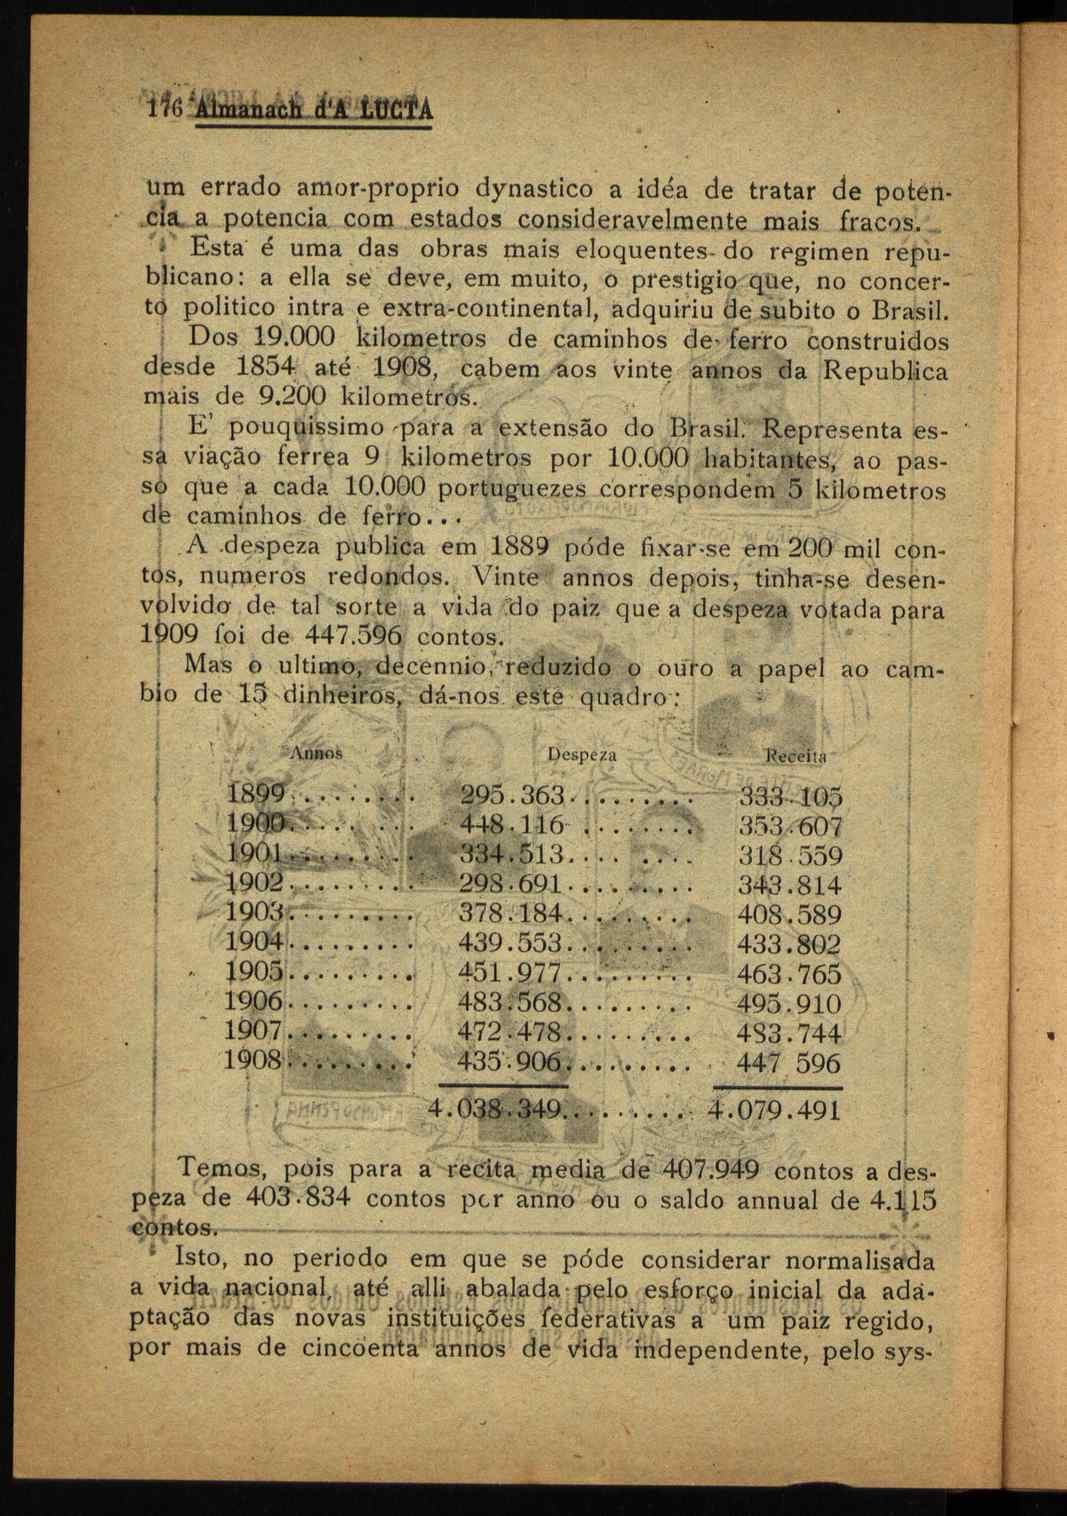 176 Almanach d'A LUCTA
um errado amor-proprio dynastico a idéa de tratar de poten-
cia a potencia com estados consideravelmente mais fracos.
Esta é uma das obras mais eloquentes do regimen repu-
blicano: a ella se deve, em muito, o prestigio que, no concer-
to politico intra e extra-continental, adquiriu de subito o Brasil.
Dos 19.000 kilometros de caminhos de ferro construidos
desde 1854 até 1908, cabem aos vinte annos da Republica
mais de 9.200 kilometros.
E' pouquissimo para a extensão do Brasil. Representa es-
sa viação ferrea 9 kilometros por 10.000 habitantes, ao pas-
so que a cada 10.000 portuguezes correspondem 5 kilometros
de caminhos de ferro...
A despeza publica em 1889 póde fixar-se em 200 mil con-
tos, numeros redondos. Vinte annos depois, tinha-se desen-
volvido de tal sorte a vida do paiz que a despeza votada para
1909 foi de 447.596 contos.
Mas o ultimo, decennio, reduzido o ouro a papel ao cam-
bio de 15 dinheiros, dá-nos este quadro:
Annos Despeza Receita
1899......... 295.363......... 333.105
1900......... 448.116......... 353.607
1901......... 334.513......... 318.559
1902......... 298.691......... 343.814
1903......... 378.184......... 408.589
1904......... 439.553......... 433.802
1905......... 451.977......... 463.765
1906......... 483.568......... 495.910
1907......... 472.478......... 483.744
1908......... 435.906......... 447 596
4.038.349......... 4.079.491
Temos, pois para a recita media de 407.949 contos a des-
peza de 403.834 contos por anno ou o saldo annual de 4.115
contos.
Isto, no periodo em que se póde considerar normalisada
a vida nacional, até alli abalada pelo esforço inicial da ada-
ptação das novas instituições federativas a um paiz regido,
por mais de cincoenta annos de vida independente, pelo sys-